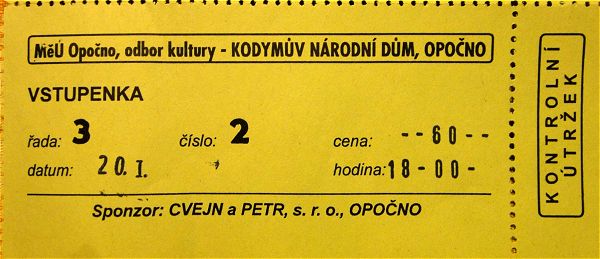 MěÚ Opočno, odbor kultury - KODYMŮV NÁRODNÍ DŮM, OPOČNO
VSTUPENKA
řada: 3 číslo: 2 cena: --60--
datum: 20.I. hodina: 18-00-
Sponzor: CVEJN a PETR, s. r. o., OPOČNO
KONTROLNÍ
ÚTRŽEK